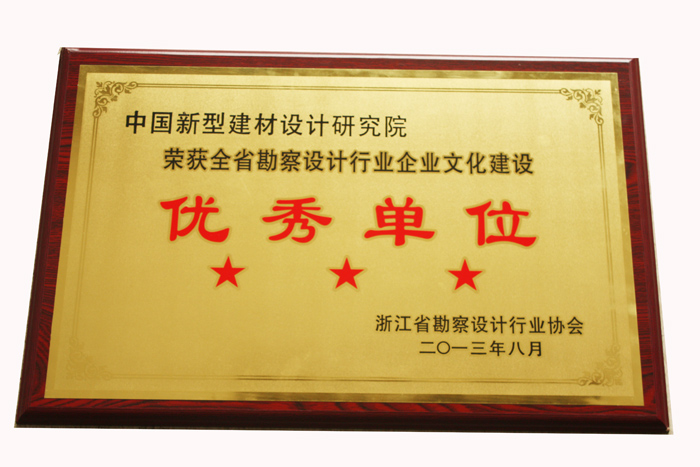 中国新型建材设计研究院
荣获全省勘察设计行业企业文化建设
优秀单位
★ ★ ★
浙江省勘察设计行业协会
二〇一三年八月